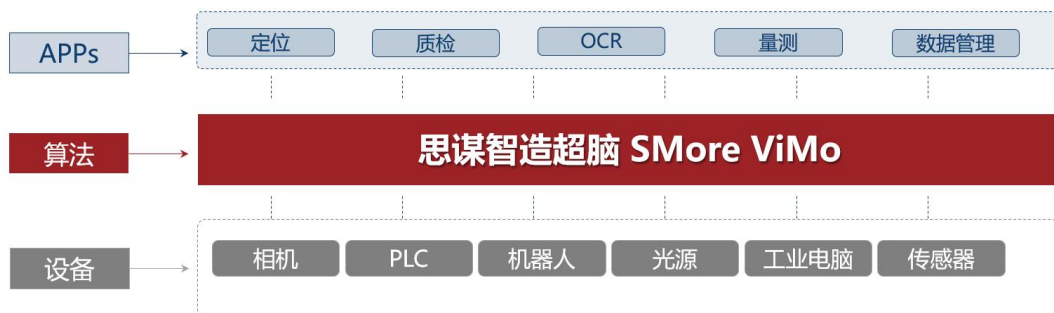 APPs
定位
质检
OCR
量测
数据管理
算法
思谋智造超脑 SMore ViMo
设备
相机
PLC
机器人
光源
工业电脑
传感器